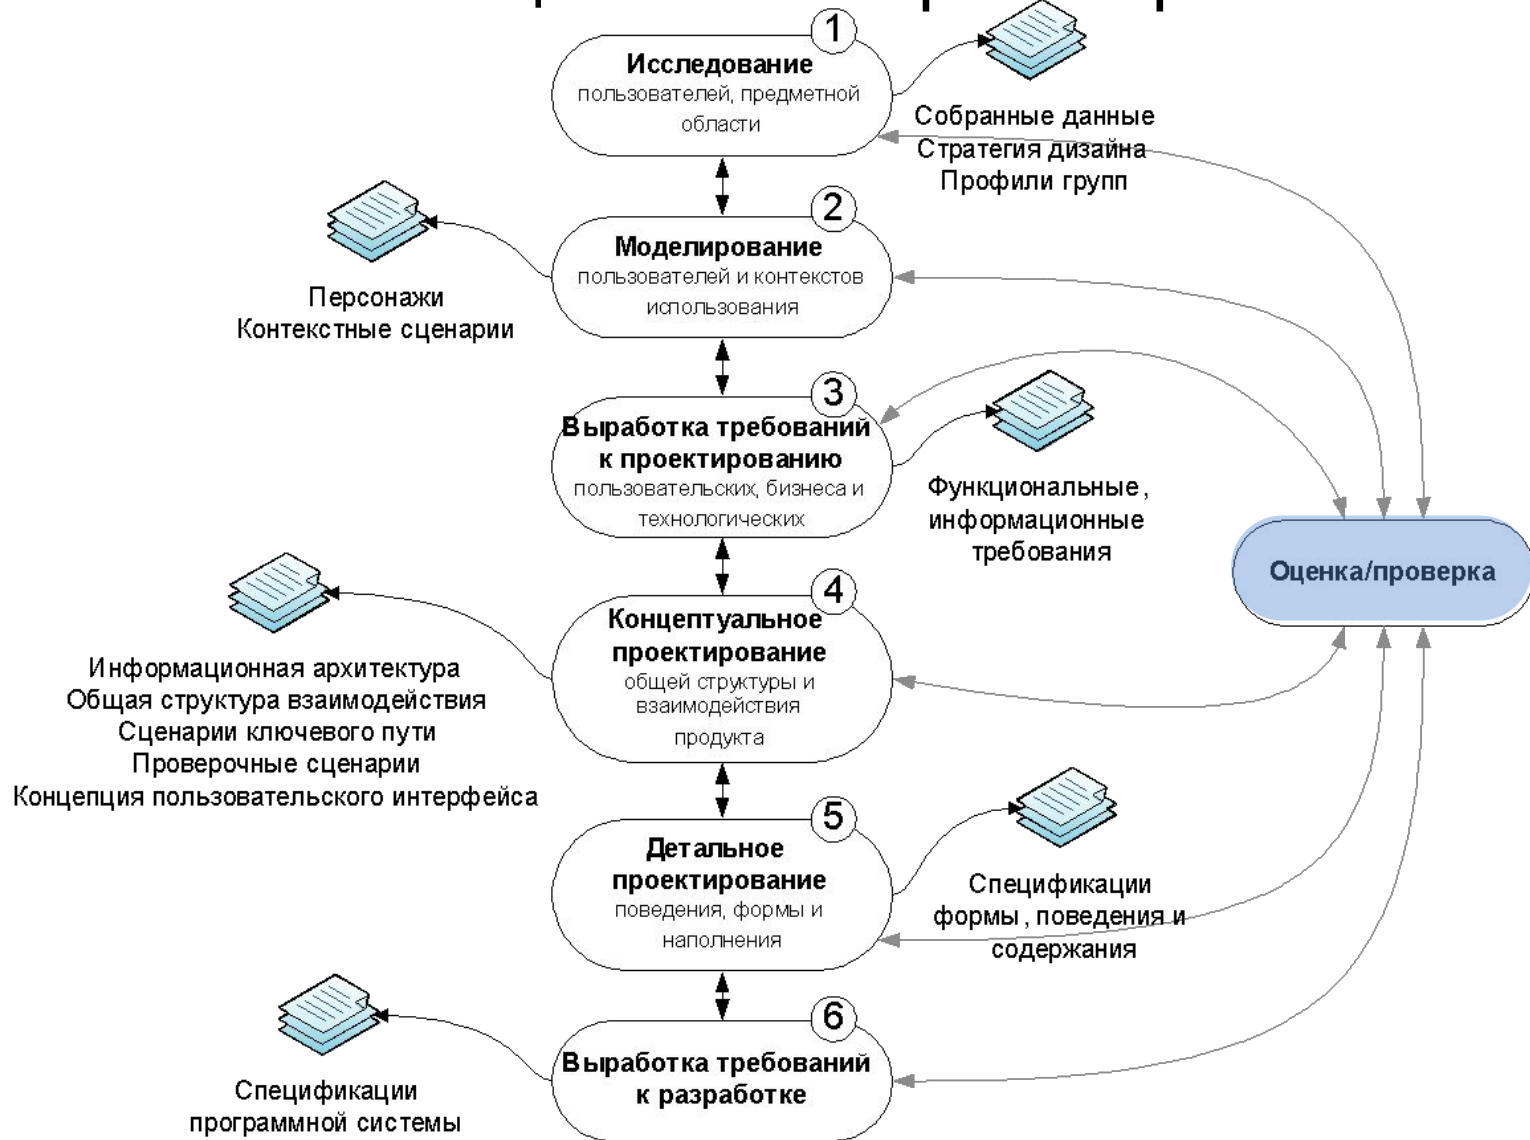 1
Исследование
пользователей, предметной
области
Собранные данные
Стратегия дизайна
Профили групп
2
Моделирование
пользователей и контекстов
использования
Персонажи
Контекстные сценарии
3
Выработка требований
к проектированию
пользовательских, бизнеса и
технологических
Функциональные,
информационные
требования
Оценка/проверка
4
Концептуальное
проектирование
общей структуры и
взаимодействия
продукта
Информационная архитектура
Общая структура взаимодействия
Сценарии ключевого пути
Проверочные сценарии
Концепция пользовательского интерфейса
5
Детальное
проектирование
поведения, формы и
наполнения
Спецификации
формы, поведения и
содержания
6
Выработка требований
к разработке
Спецификации
программной системы